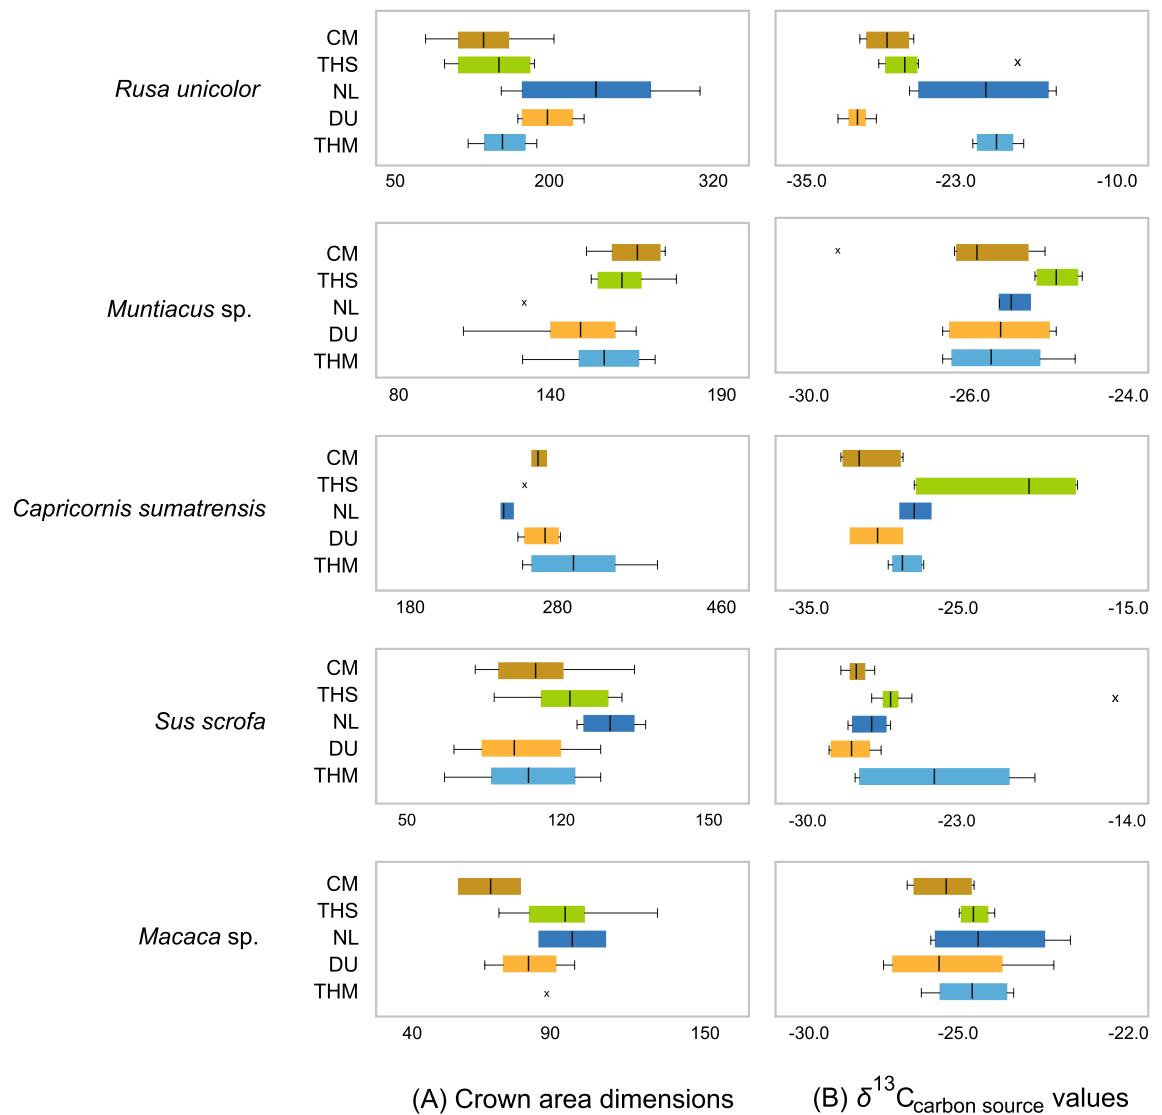 Rusa unicolor
CM
THS
NL
DU
THM
x
50 200 320
-35.0 -23.0 -10.0
Muntiacus sp.
CM
THS
NL
DU
THM
x
x
80 140 190
-30.0 -26.0 -24.0
Capricornis sumatrensis
CM
THS
NL
DU
THM
x
180 280 460
-35.0 -25.0 -15.0
Sus scrofa
CM
THS
NL
DU
THM
x
50 120 150
-30.0 -23.0 -14.0
Macaca sp.
CM
THS
NL
DU
THM
x
40 90 150
-30.0 -25.0 -22.0
(A) Crown area dimensions
(B) δ13Ccarbon source values